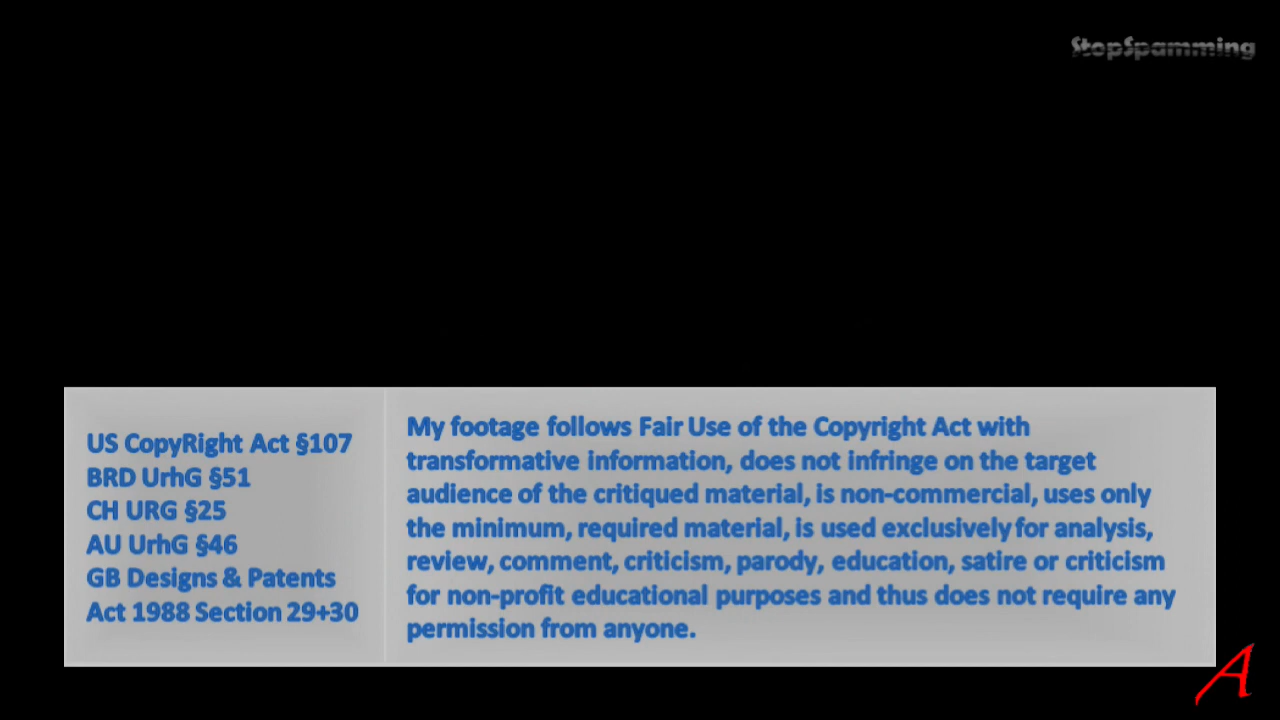 StopSpamming
US CopyRight Act §107
BRD UrhG §51
CH URG §25
AU UrhG §46
GB Designs & Patents
Act 1988 Section 29+30
My footage follows Fair Use of the Copyright Act with
transformative information, does not infringe on the target
audience of the critiqued material, is non-commercial, uses only
the minimum, required material, is used exclusively for analysis,
review, comment, criticism, parody, education, satire or criticism
for non-profit educational purposes and thus does not require any
permission from anyone.
A